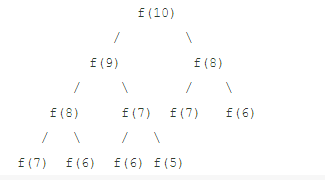 f(10)
/ \
f(9) f(8)
/ \ / \
f(8) f(7) f(7) f(6)
/ \ / \
f(7) f(6) f(6) f(5)